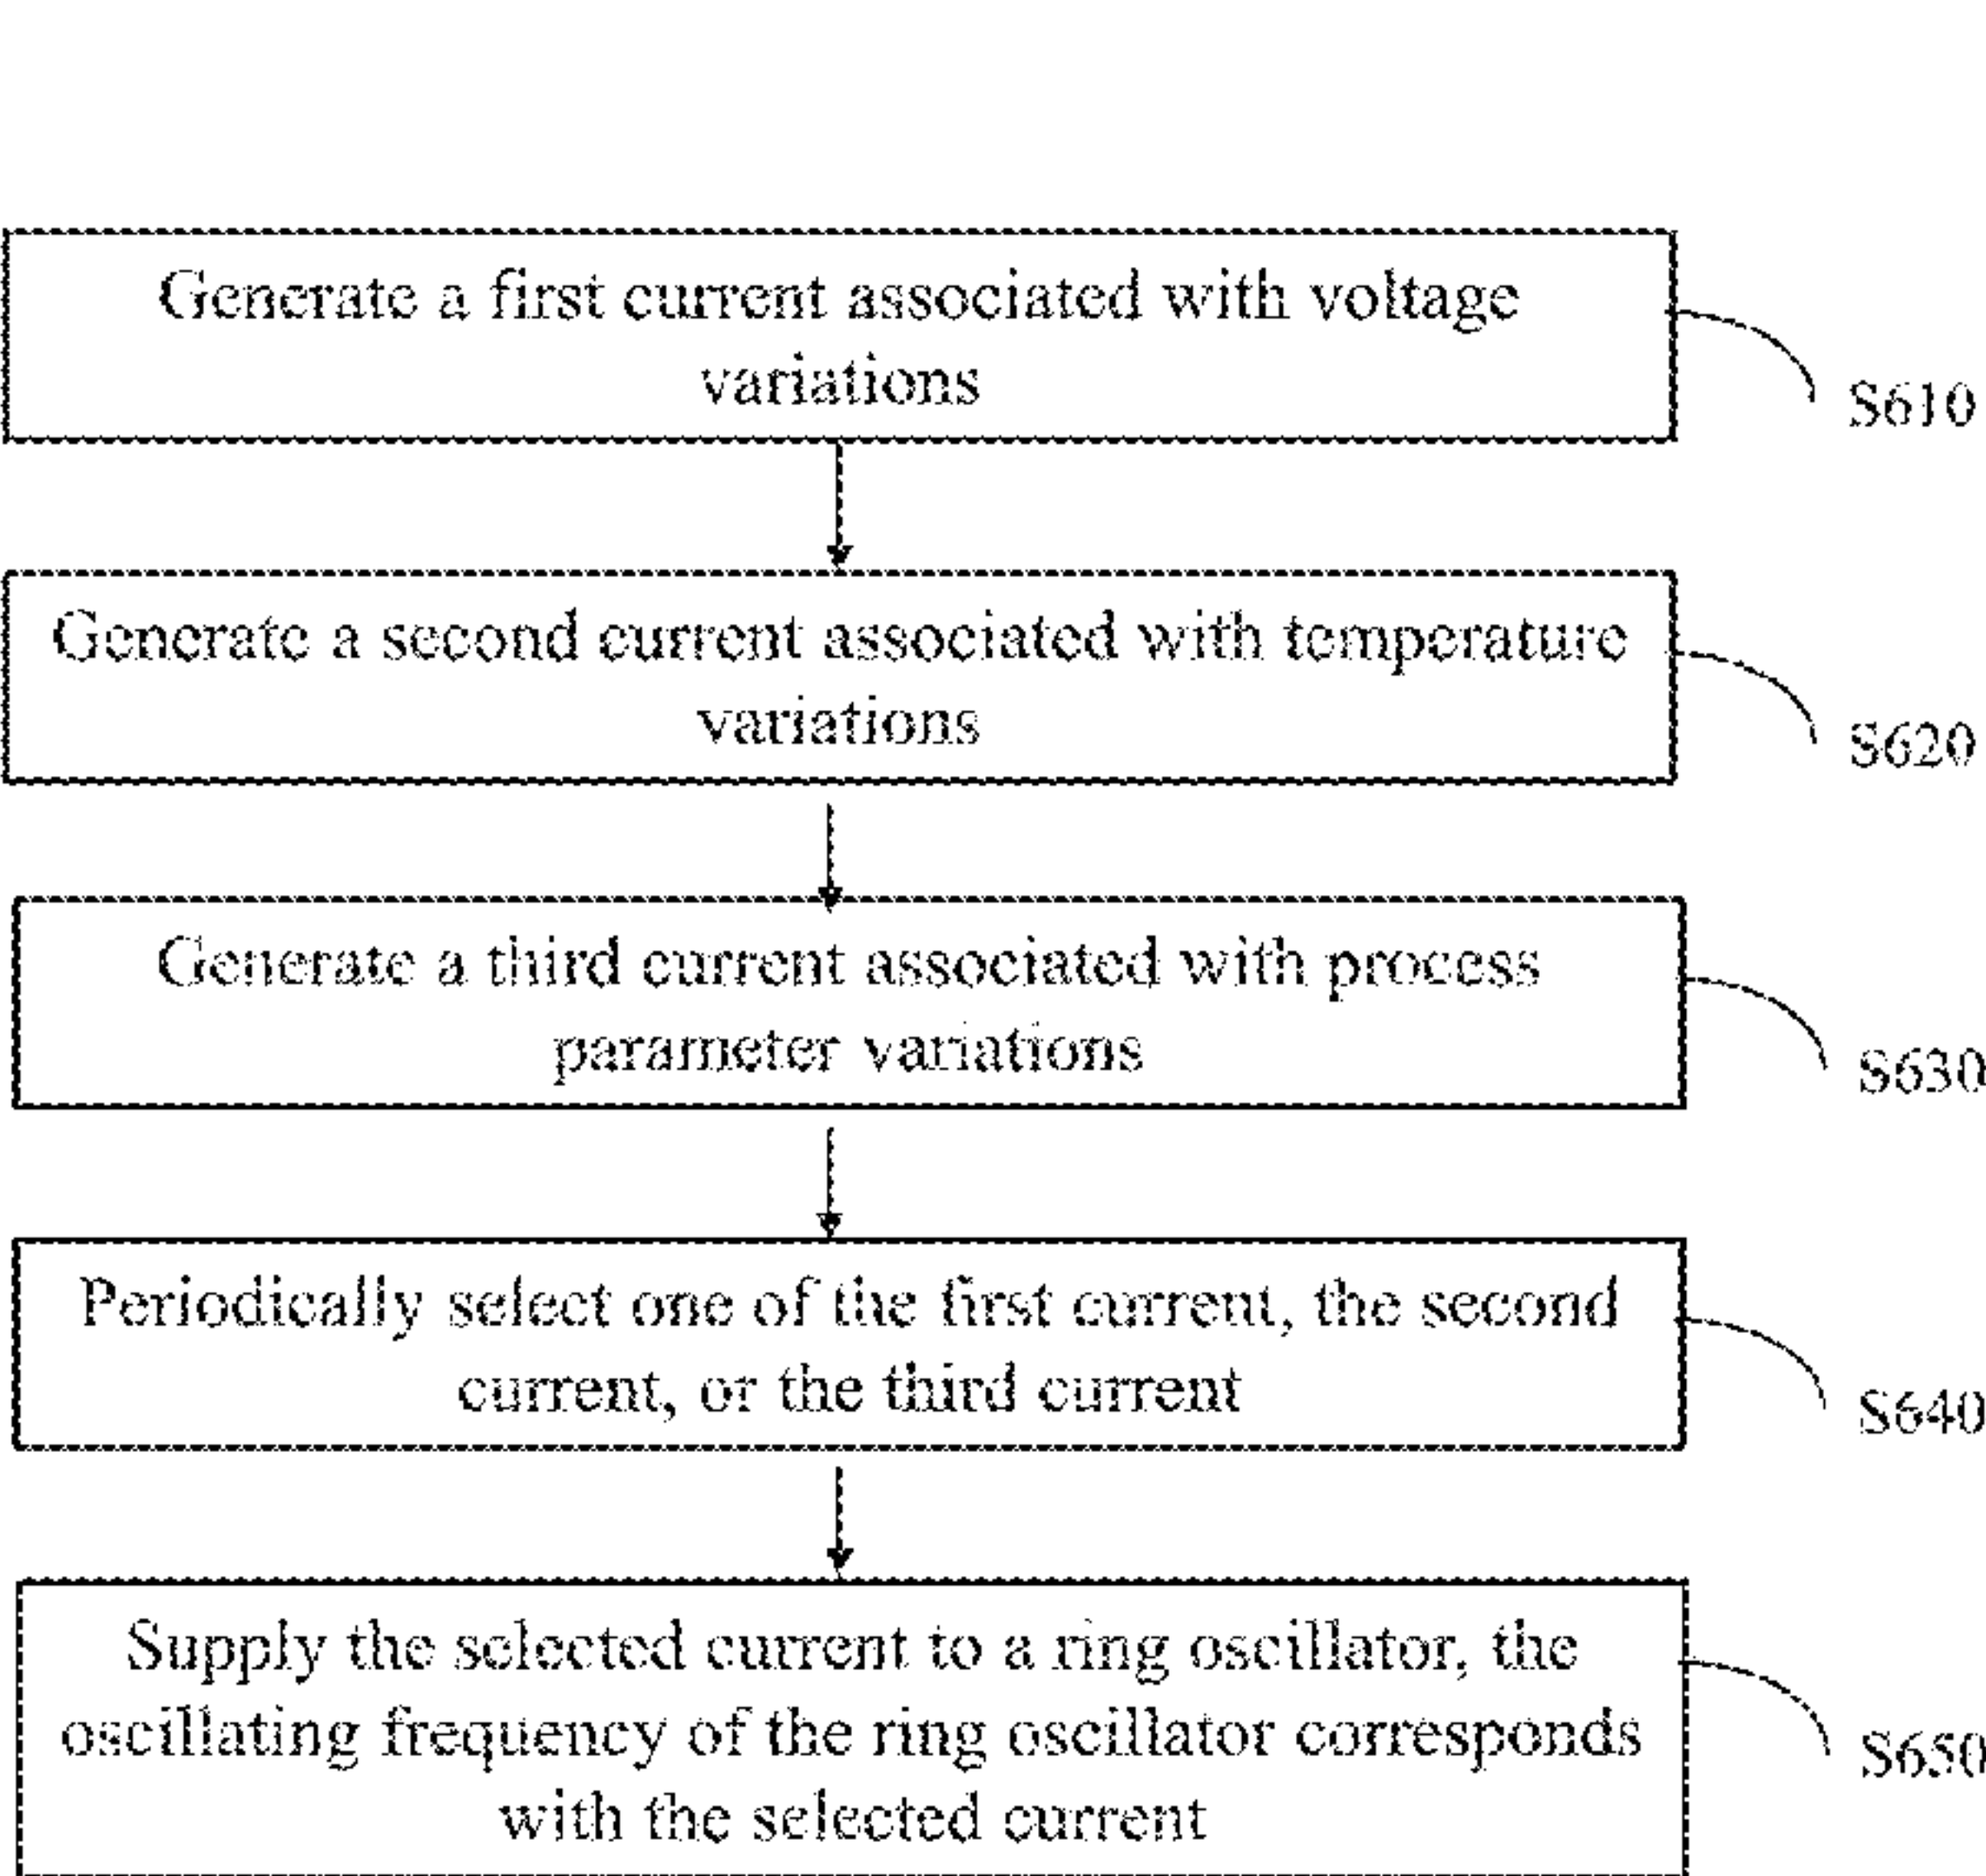 Generate a first current associated with voltage
variations
S610
Generate a second current associated with temperature
variations
S620
Generate a third current associated with process
parameter variations
S630
Periodically select one of the first current, the second
current, or the third current
S640
Supply the selected current to a ring oscillator, the
oscillating frequency of the ring oscillator corresponds
with the selected current
S650